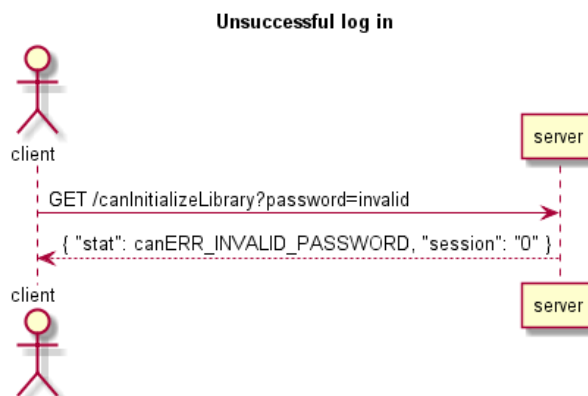 Unsuccessful log in
client
server
GET /canInitializeLibrary?password=invalid
{ "stat": canERR_INVALID_PASSWORD, "session": "0" }
client
server